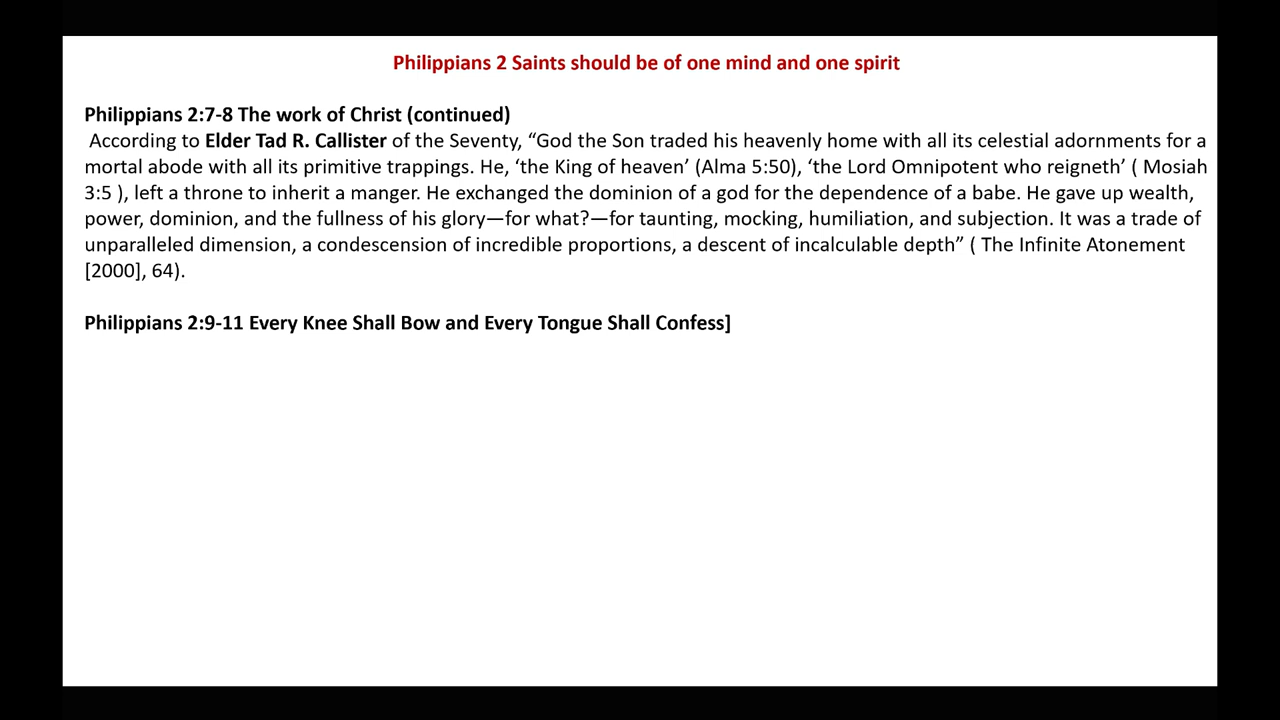 Philippians 2 Saints should be of one mind and one spirit
Philippians 2:7-8 The work of Christ (continued)
According to Elder Tad R. Callister of the Seventy, “God the Son traded his heavenly home with all its celestial adornments for a
mortal abode with all its primitive trappings. He, ‘the King of heaven’ (Alma 5:50), ‘the Lord Omnipotent who reigneth’ ( Mosiah
3:5 ), left a throne to inherit a manger. He exchanged the dominion of a god for the dependence of a babe. He gave up wealth,
power, dominion, and the fullness of his glory—for what?—for taunting, mocking, humiliation, and subjection. It was a trade of
unparalleled dimension, a condescension of incredible proportions, a descent of incalculable depth” ( The Infinite Atonement
[2000], 64).
Philippians 2:9-11 Every Knee Shall Bow and Every Tongue Shall Confess]